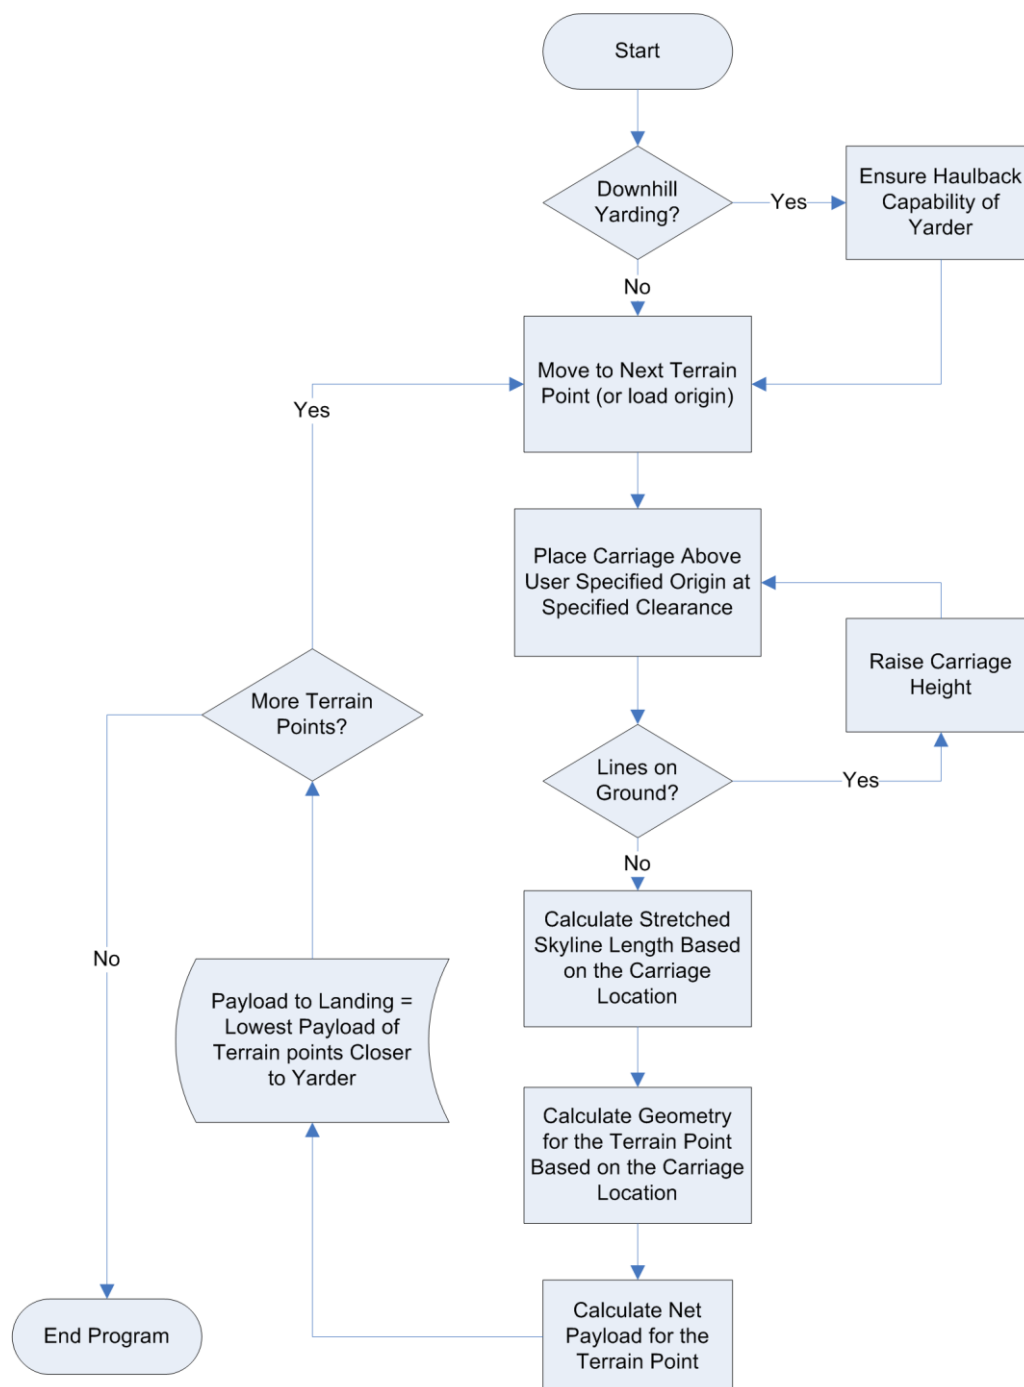 Start
Downhill
Yarding?
Yes
Ensure Haulback
Capability of
Yarder
No
Move to Next Terrain
Point (or load origin)
Yes
Place Carriage Above
User Specified Origin at
Specified Clearance
Raise Carriage
Height
More Terrain
Points?
Lines on
Ground?
Yes
No
Calculate Stretched
Skyline Length Based
on the Carriage
Location
No
Payload to Landing =
Lowest Payload of
Terrain points Closer
to Yarder
Calculate Geometry
for the Terrain Point
Based on the Carriage
Location
Calculate Net
Payload for the
Terrain Point
End Program